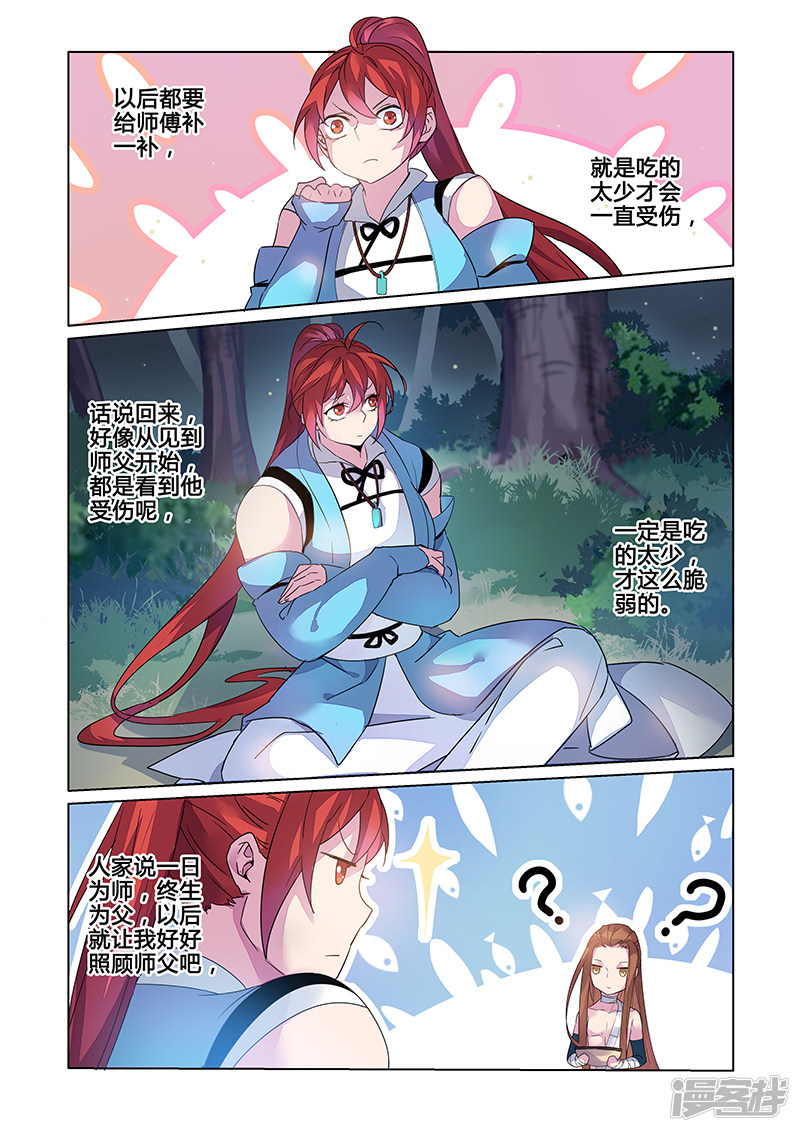 以后都要
给师傅补
一补，
就是吃的
太少才会
一直受伤，
话说回来，
好像从见到
师父开始，
都是看到他
受伤呢，
一定是吃
的太少，
才这么脆
弱的。
人家说一日
为师，终生
为父，以后
就让我好好
照顾师父吧，
？？
漫客栈